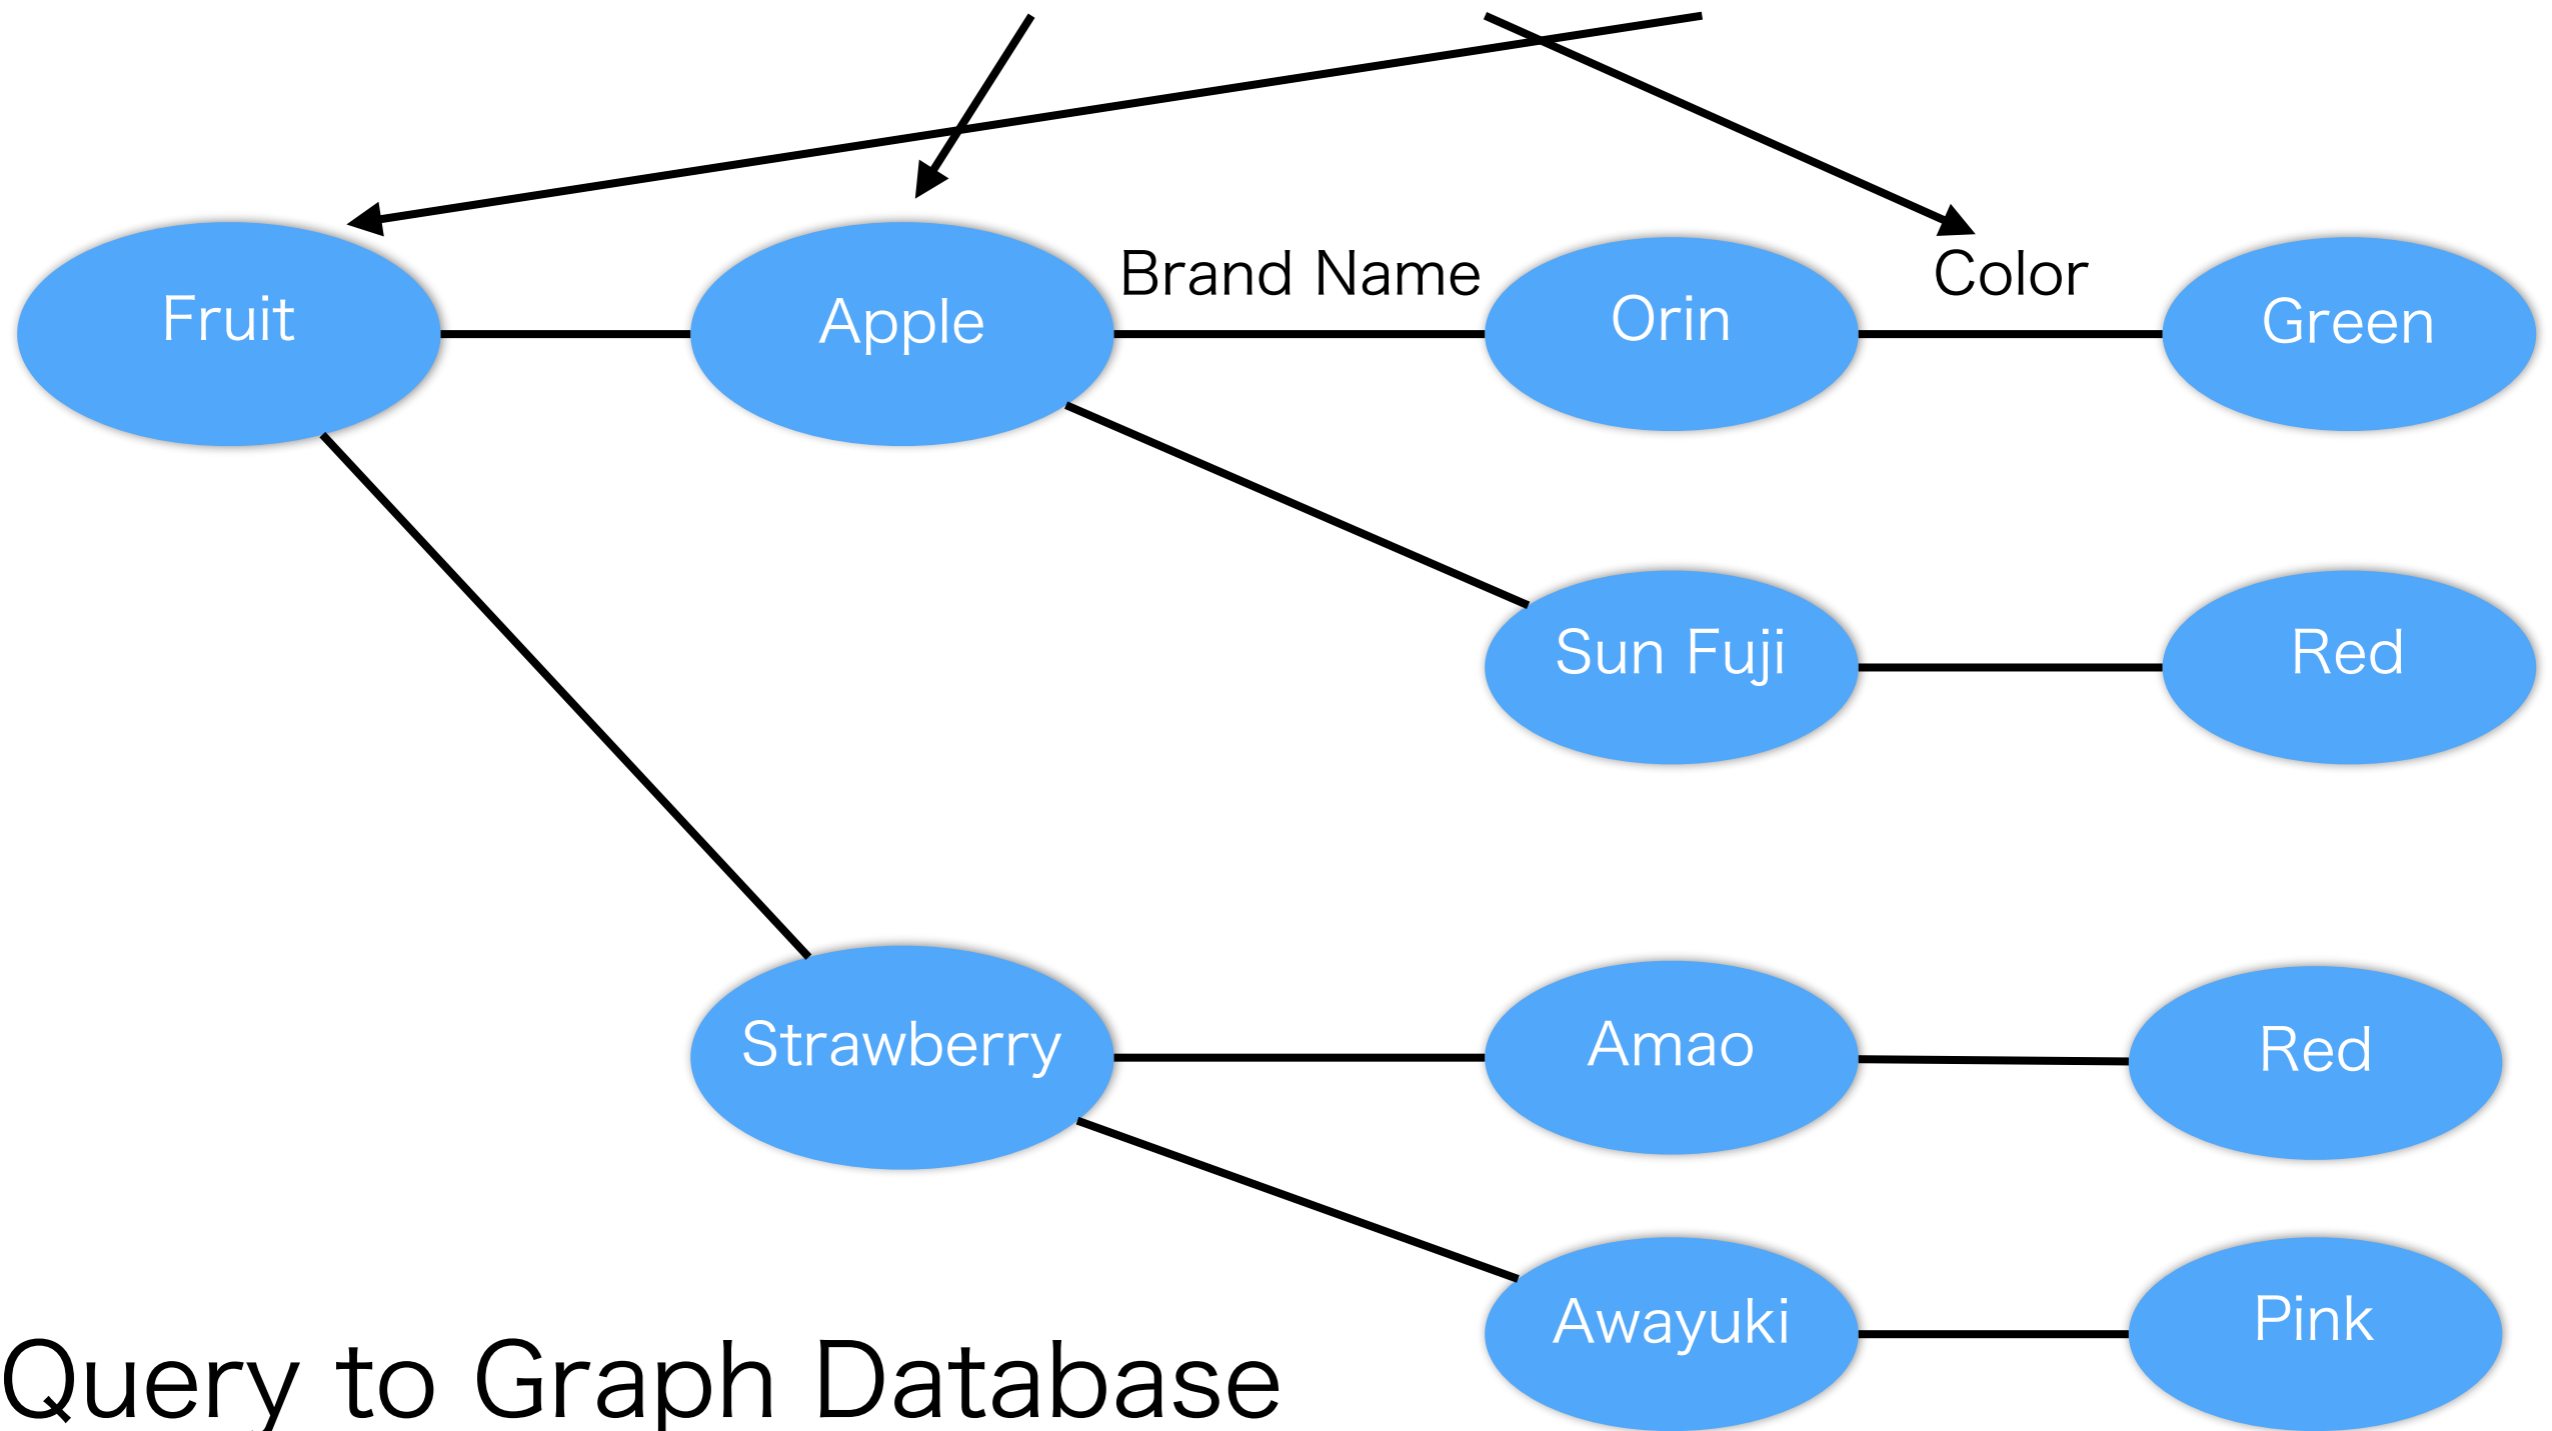 Brand Name
Color
Fruit
Apple
Orin
Green
Sun Fuji
Red
Strawberry
Amao
Red
Awayuki
Pink
Query to Graph Database